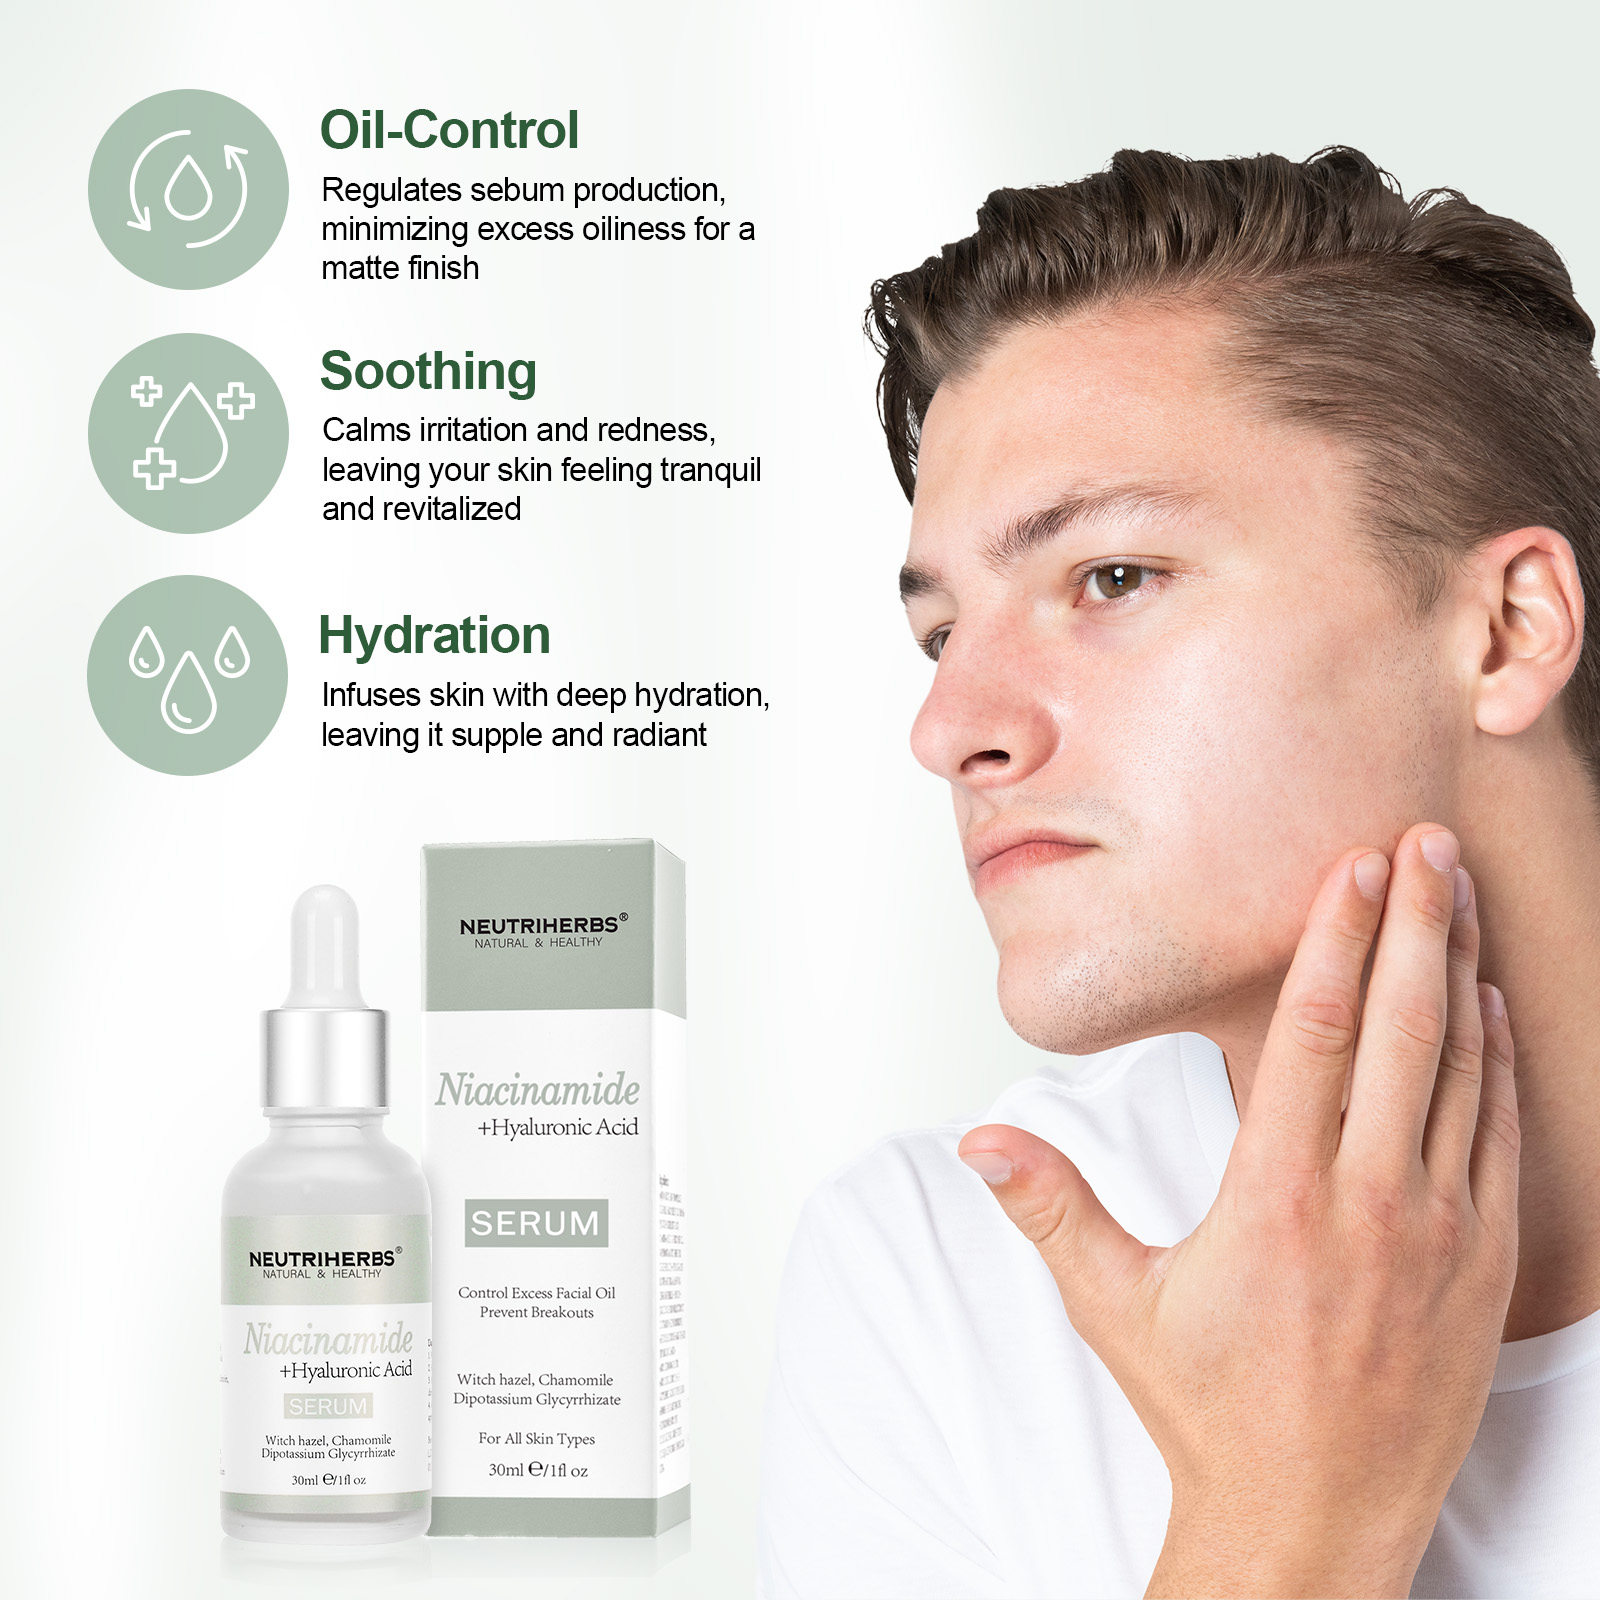 Oil-Control
Regulates sebum production,
minimizing excess oiliness for a
matte finish
Soothing
Calms irritation and redness,
leaving your skin feeling tranquil
and revitalized
Hydration
Infuses skin with deep hydration,
leaving it supple and radiant
NEUTRIHERBS®
NATURAL & HEALTHY
Niacinamide
+Hyaluronic Acid
SERUM
Control Excess Facial Oil
Prevent Breakouts
Witch hazel, Chamomile
Dipotassium Glycyrrhizate
For All Skin Types
30ml ℮/1fl oz
NEUTRIHERBS®
NATURAL & HEALTHY
Niacinamide
+Hyaluronic Acid
SERUM
Witch hazel, Chamomile
Dipotassium Glycyrrhizate
30ml ℮/1fl oz